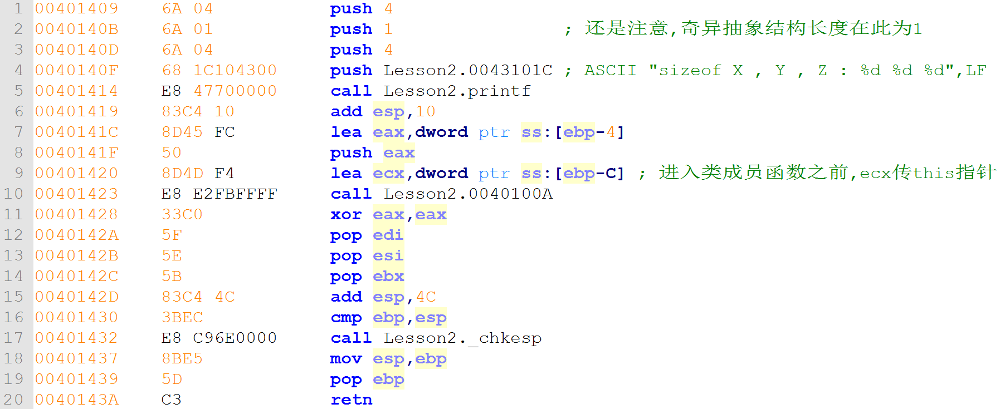 1 00401409 6A 04 push 4
2 0040140B 6A 01 push 1 ; 还是注意,奇异抽象结构长度在此为1
3 0040140D 6A 04 push 4
4 0040140F 68 1C104300 push Lesson2.0043101C ; ASCII "sizeof X , Y , Z : %d %d %d",LF
5 00401414 E8 47700000 call Lesson2.printf
6 00401419 83C4 10 add esp,10
7 0040141C 8D45 FC lea eax,dword ptr ss:[ebp-4]
8 0040141F 50 push eax
9 00401420 8D4D F4 lea ecx,dword ptr ss:[ebp-C] ; 进入类成员函数之前,ecx传this指针
10 00401423 E8 E2FBFFFF call Lesson2.0040100A
11 00401428 33C0 xor eax,eax
12 0040142A 5F pop edi
13 0040142B 5E pop esi
14 0040142C 5B pop ebx
15 0040142D 83C4 4C add esp,4C
16 00401430 3BEC cmp ebp,esp
17 00401432 E8 C96E0000 call Lesson2._chkesp
18 00401437 8BE5 mov esp,ebp
19 00401439 5D pop ebp
20 0040143A C3 retn